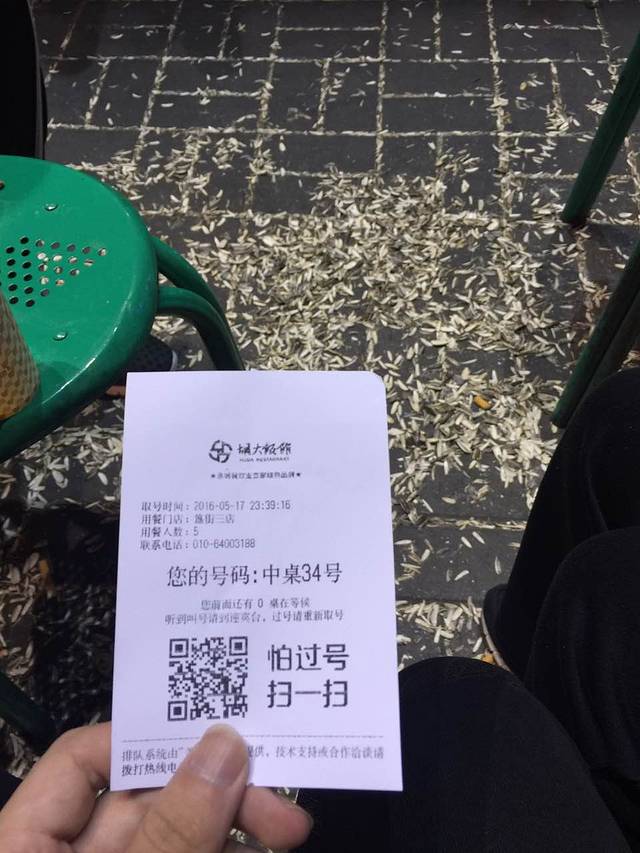 胡大饭馆
HUDA RESTAURANT
取号时间：2016-05-17 23:39:16
用餐门店：簋街三店
用餐人数：5
联系电话：010-64003188
您的号码：中桌34号
您前面还有 0 桌在等候
听到叫号请到迎宾台，过号请重新取号
怕过号
扫一扫
排队系统由"
提供，技术支持或合作洽谈请
拨打热线电